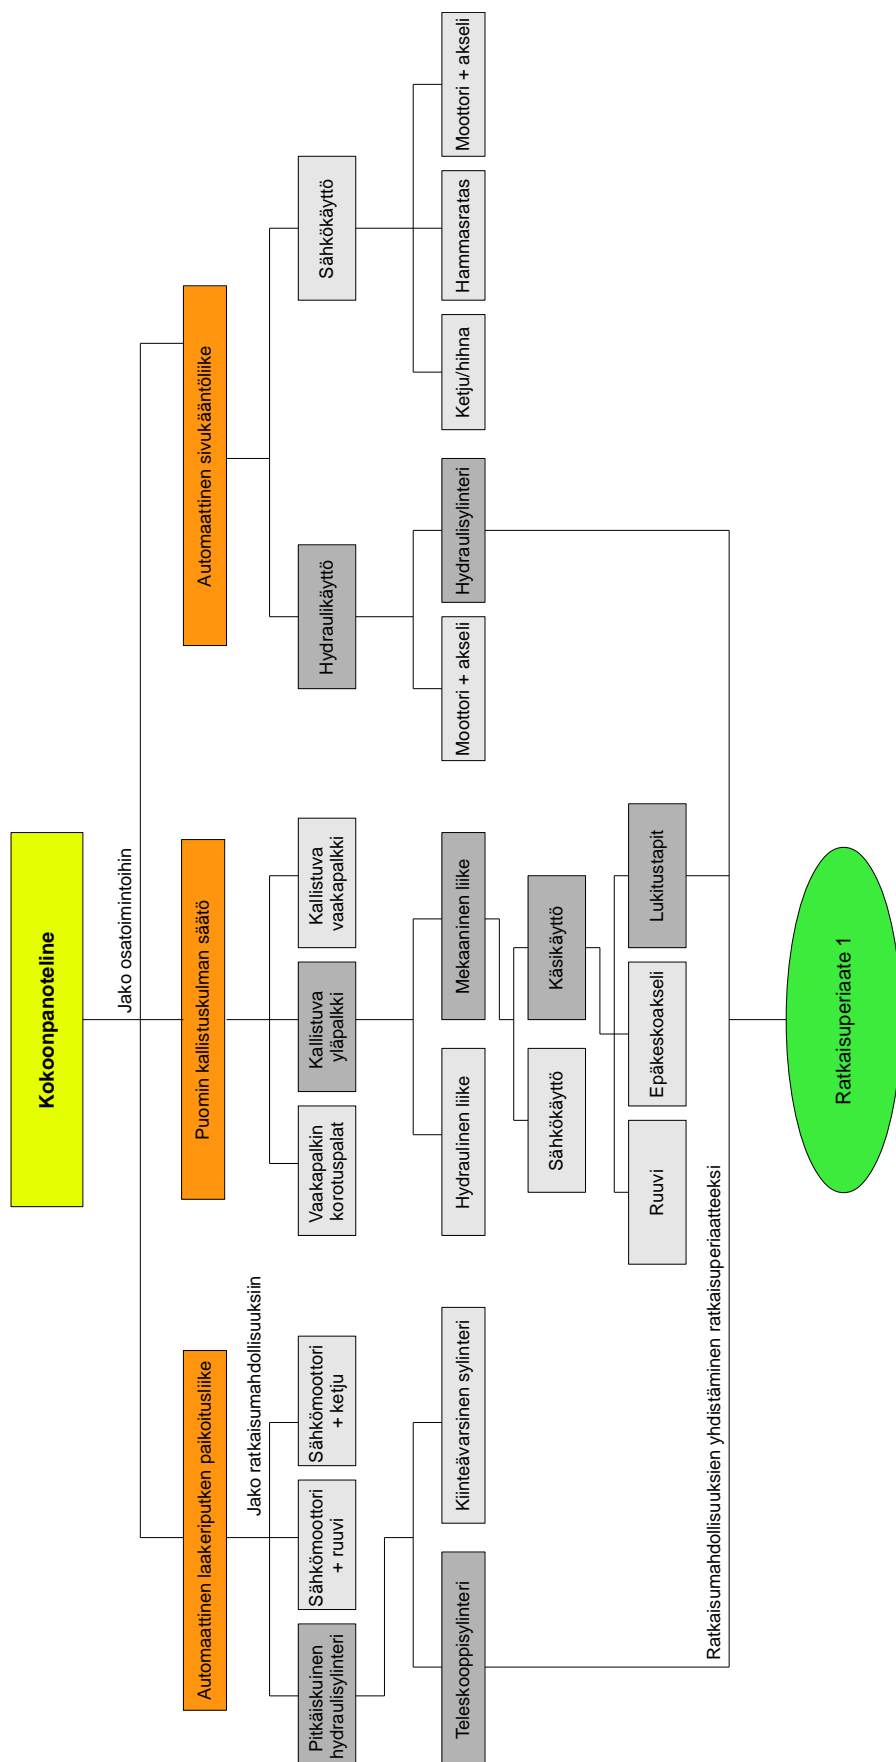 Kokoonpanoteline
Jako osatoimintoihin
Automaattinen laakeriputken paikoitusliike
Puomin kallistuskulman säätö
Automaattinen sivukääntöliike
Jako ratkaisumahdollisuuksiin
Pitkäiskuinen
hydraulisylinteri
Sähkömoottori
+ ruuvi
Sähkömoottori
+ ketju
Vaakapalkin
korotuspalat
Kallistuva
yläpalkki
Kallistuva
vaakapalkki
Hydraulikäyttö
Sähkökäyttö
Teleskooppisylinteri
Kiinteävarsinen sylinteri
Hydraulinen liike
Mekaaninen liike
Moottori + akseli
Hydraulisylinteri
Ketju/hihna
Hammasratas
Moottori + akseli
Sähkökäyttö
Käsikäyttö
Ruuvi
Epäkeskoakseli
Lukitustapit
Ratkaisumahdollisuuksien yhdistäminen ratkaisuperiaatteeksi
Ratkaisuperiaate 1